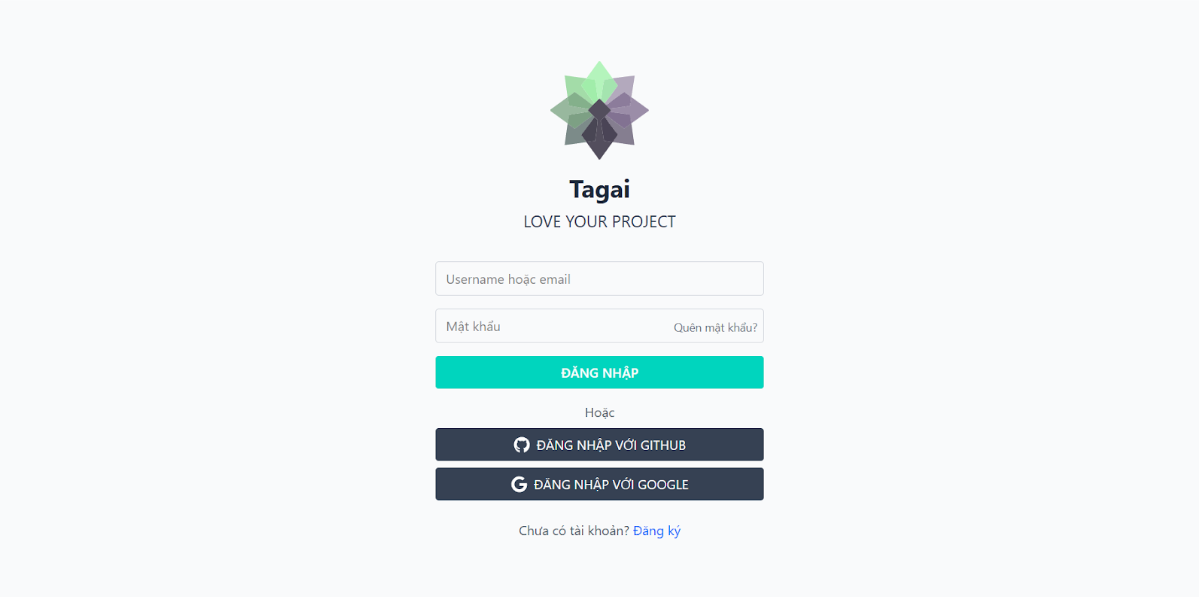 Tagai
LOVE YOUR PROJECT
Username hoặc email
Mật khẩu
Quên mật khẩu?
ĐĂNG NHẬP
Hoặc
ĐĂNG NHẬP VỚI GITHUB
ĐĂNG NHẬP VỚI GOOGLE
Chưa có tài khoản? Đăng ký